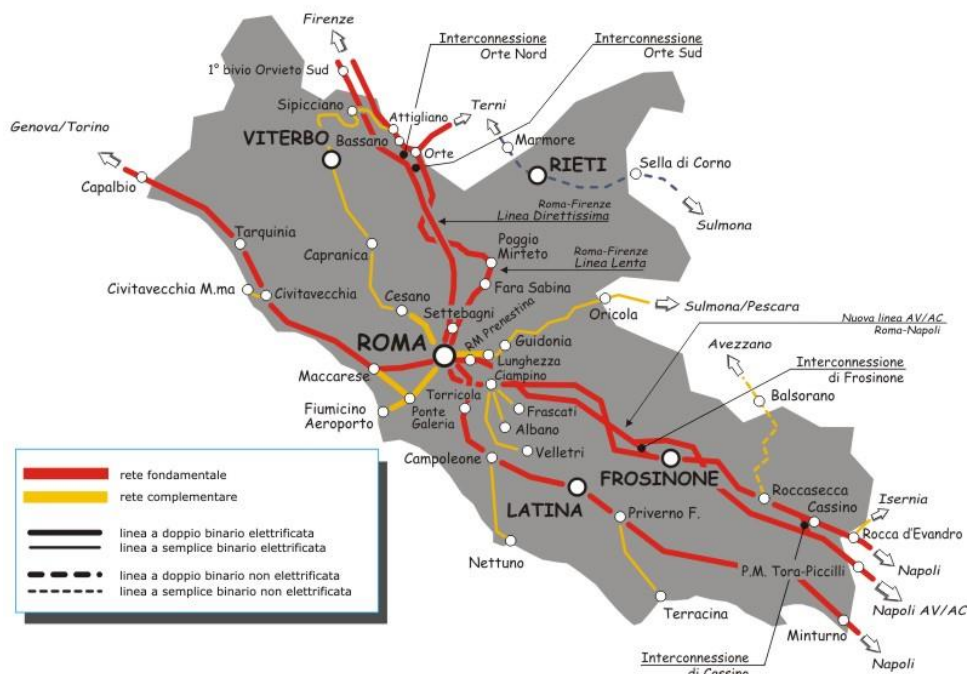 Firenze
Interconnessione
Orte Nord
Interconnessione
Orte Sud
1° bivio Orvieto Sud
Sipicciano
Attigliano
Terni
Genova/Torino
VITERBO
Bassano
Orte
Marmore
RIETI
Sella di Corno
Capalbio
Roma-Firenze
Linea Direttissima
Sulmona
Tarquinia
Capranica
Poggio
Mirteto
Roma-Firenze
Linea Lenta
Civitavecchia M.ma
Civitavecchia
Cesano
Fara Sabina
Settebagni
Oricola
Sulmona/Pescara
RM Prenestina
Nuova linea AV/AC
Roma-Napoli
ROMA
Guidonia
Lunghezza
Avezzano
Maccarese
Ciampino
Interconnessione
di Frosinone
Fiumicino
Aeroporto
Torricola
Ponte
Galeria
Frascati
Albano
Balsorano
Velletri
Campoleone
FROSINONE
rete fondamentale
rete complementare
LATINA
Roccasecca
Isernia
Cassino
Priverno F.
Rocca d'Evandro
linea a doppio binario elettrificata
linea a semplice binario elettrificata
Nettuno
P.M. Tora-Piccilli
Napoli
linea a doppio binario non elettrificata
linea a semplice binario non elettrificata
Terracina
Napoli AV/AC
Minturno
Interconnessione
di Cassino
Napoli